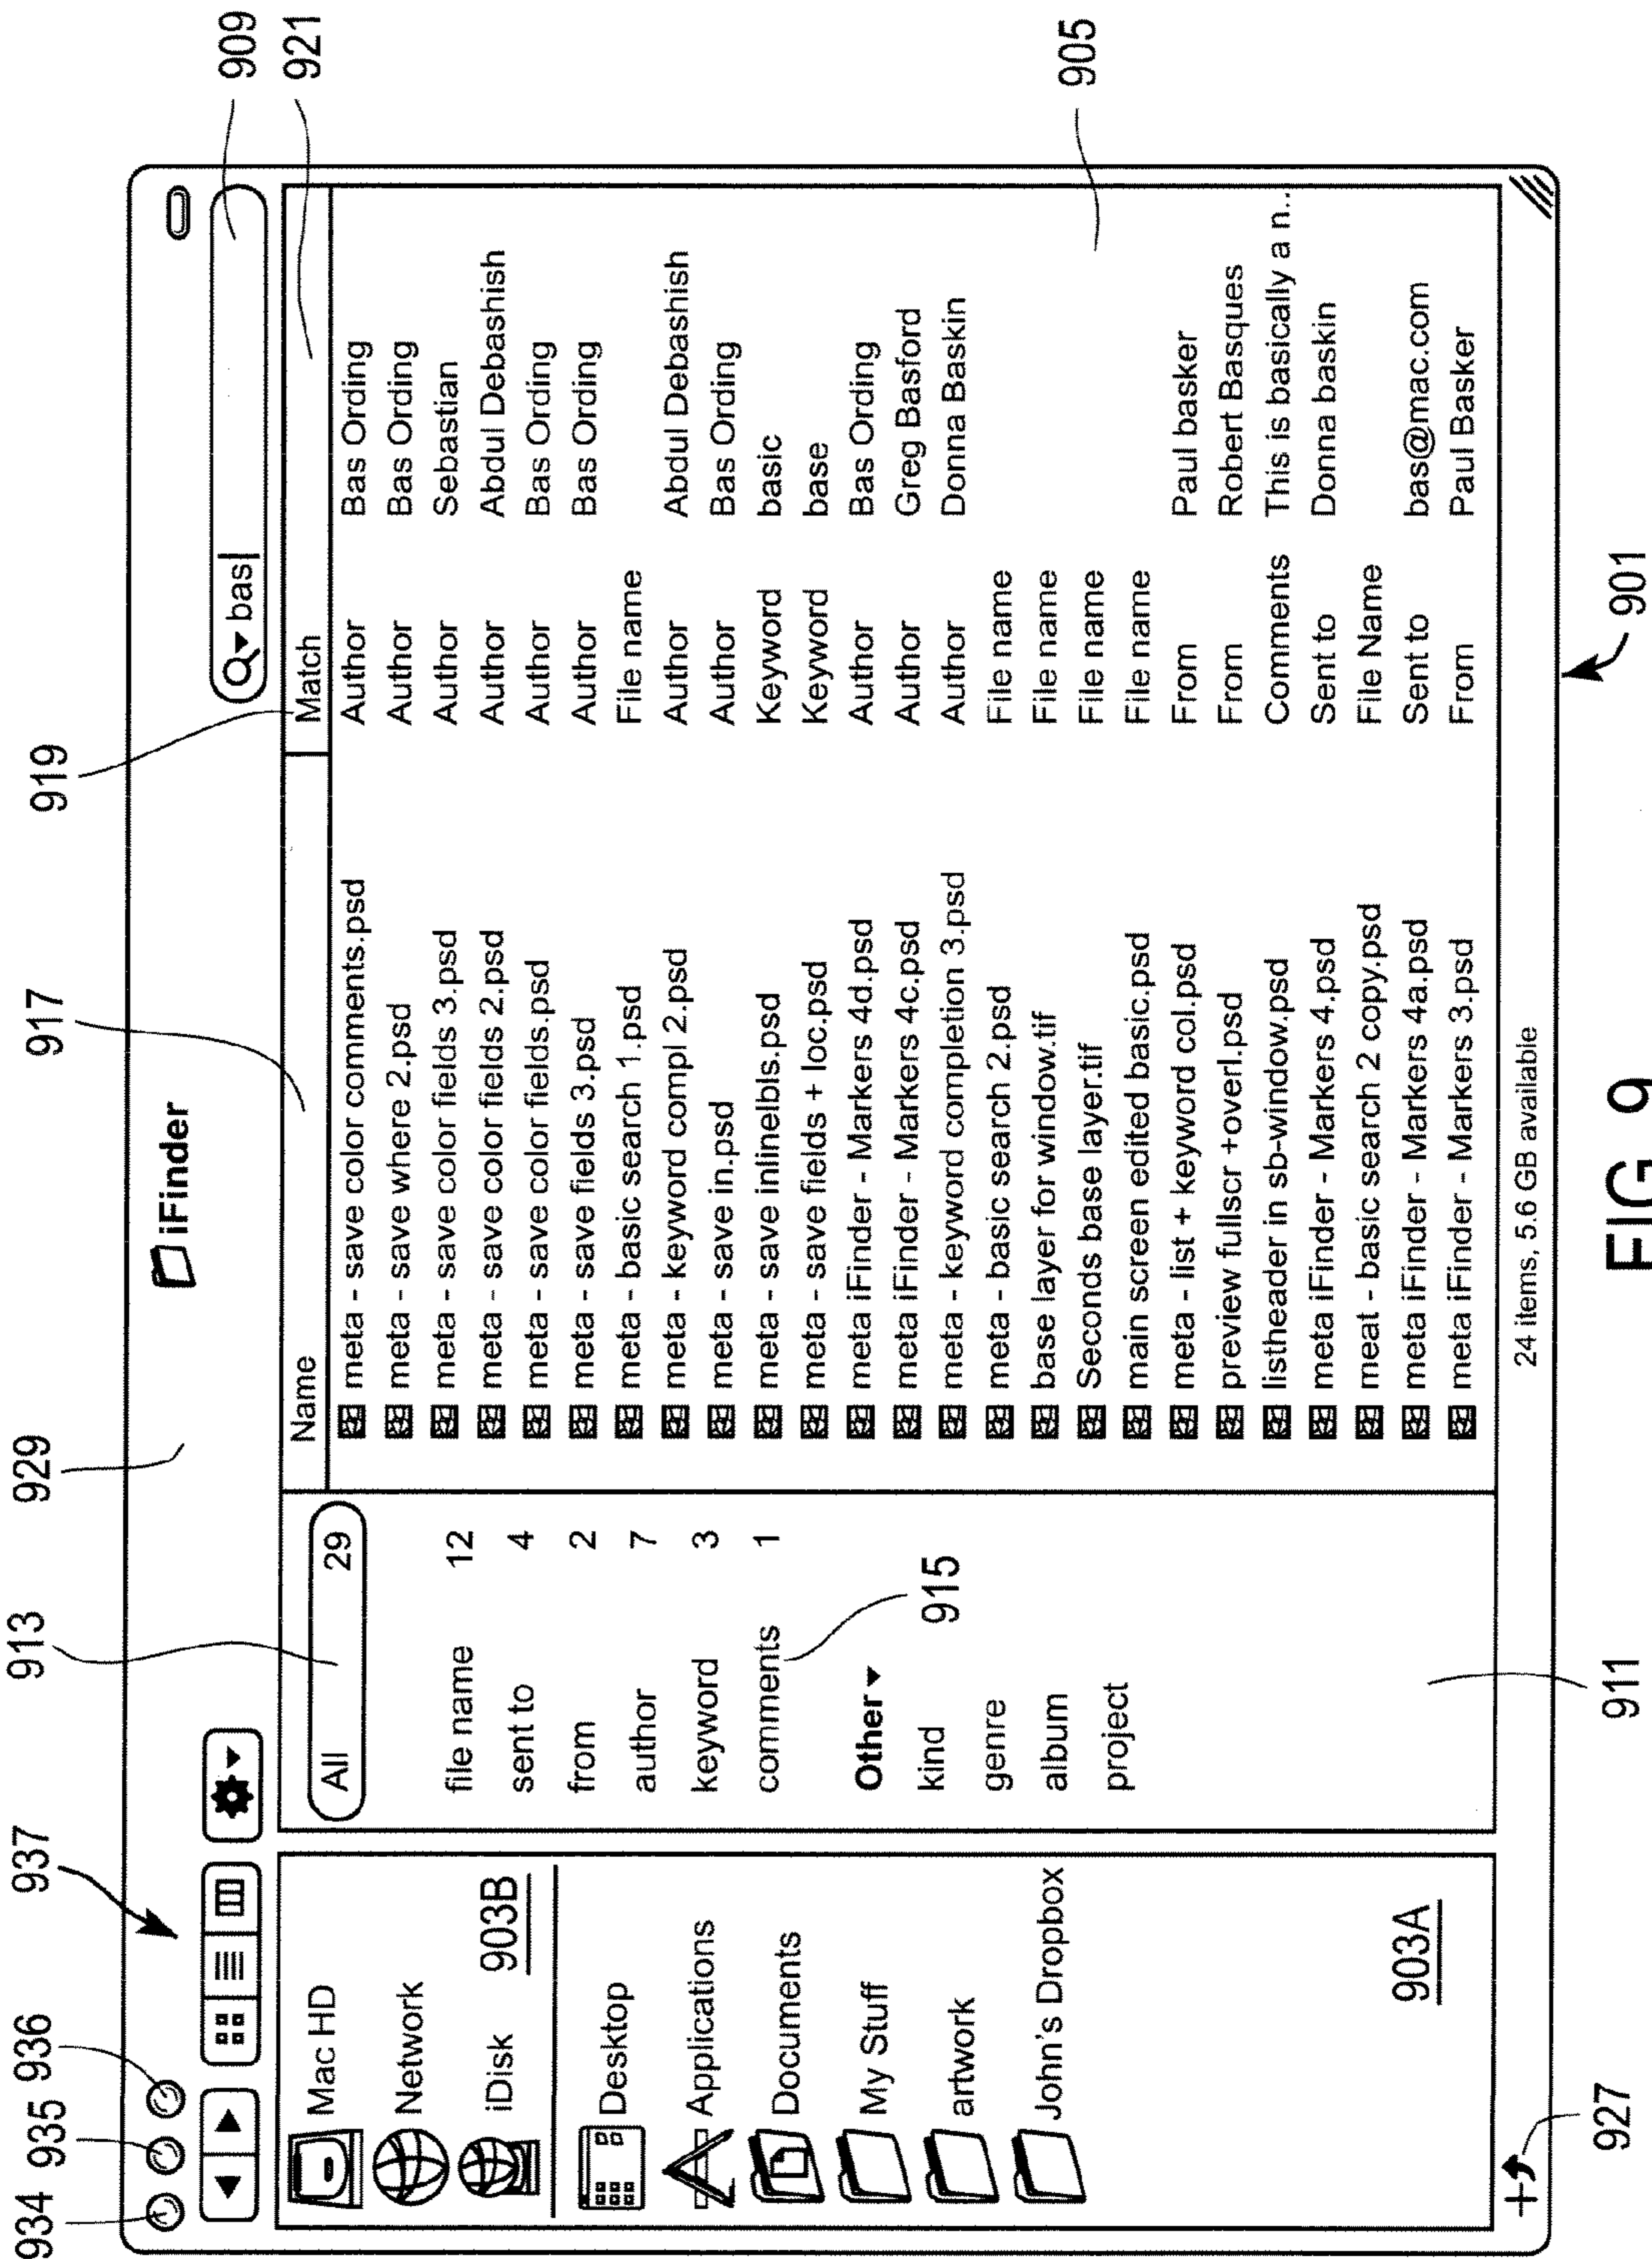 919
917
929
913
937
936
935
934
909
921
iFinder
bas
Mac HD
Network
iDisk
903B
Desktop
Applications
Documents
My Stuff
artwork
John's Dropbox
903A
All 29
file name 12
sent to 4
from 2
author 7
keyword 3
comments 1
915
Other
kind
genre
album
project
Name Match
meta - save color comments.psd Author Bas Ording
meta - save where 2.psd Author Bas Ording
meta - save color fields 3.psd Author Sebastian
meta - save color fields 2.psd Author Abdul Debashish
meta - save color fields.psd Author Bas Ording
meta - save fields 3.psd Author Bas Ording
meta - basic search 1.psd File name
meta - keyword compl 2.psd Author Abdul Debashish
meta - save in.psd Author Bas Ording
meta - save inlinelbls.psd Keyword basic
meta - save fields + loc.psd Keyword base
meta iFinder - Markers 4d.psd Author Bas Ording
meta iFinder - Markers 4c.psd Author Greg Basford
meta - keyword completion 3.psd Author Donna Baskin
meta - basic search 2.psd File name
base layer for window.tif File name
Seconds base layer.tif File name
main screen edited basic.psd File name
meta - list + keyword col.psd From Paul basker
preview fullscr +overl.psd From Robert Basques
listheader in sb-window.psd Comments This is basically a n..
meta iFinder - Markers 4.psd Sent to Donna baskin
meat - basic search 2 copy.psd File Name
meta iFinder - Markers 4a.psd Sent to bas@mac.com
meta iFinder - Markers 3.psd From Paul Basker
905
24 items, 5.6 GB available
927
911
901
FIG 9